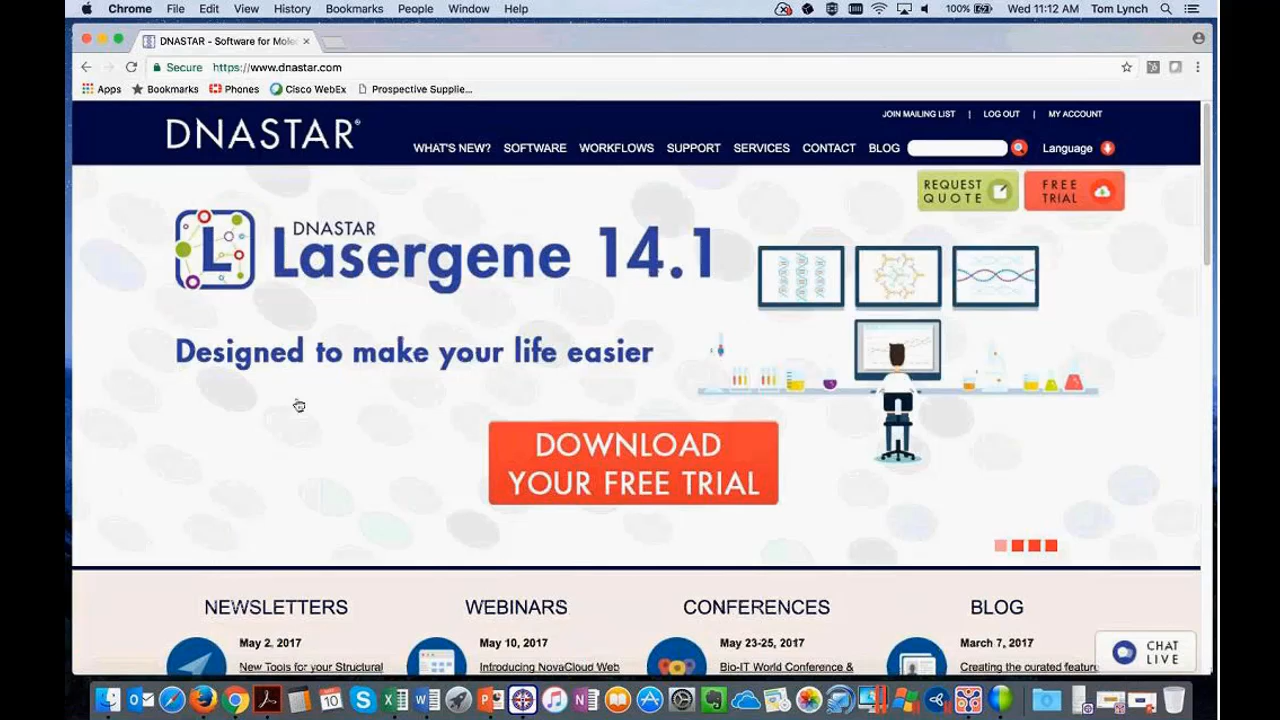 Chrome File Edit View History Bookmarks People Window Help 100% Wed 11:12 AM Tom Lynch
DNASTAR - Software for Mole
Secure https://www.dnastar.com
Apps Bookmarks Phones Cisco WebEx Prospective Supplie...
JOIN MAILING LIST | LOG OUT | MY ACCOUNT
DNASTAR®
WHAT'S NEW? SOFTWARE WORKFLOWS SUPPORT SERVICES CONTACT BLOG Language
REQUEST QUOTE
FREE TRIAL
DNASTAR
L Lasergene 14.1
Designed to make your life easier
DOWNLOAD
YOUR FREE TRIAL
NEWSLETTERS WEBINARS CONFERENCES BLOG
May 2, 2017 May 10, 2017 May 23-25, 2017 March 7, 2017
New Tools for your Structural Introducing NovaCloud Web Bio-IT World Conference & Creating the curated feature
CHAT
LIVE
10